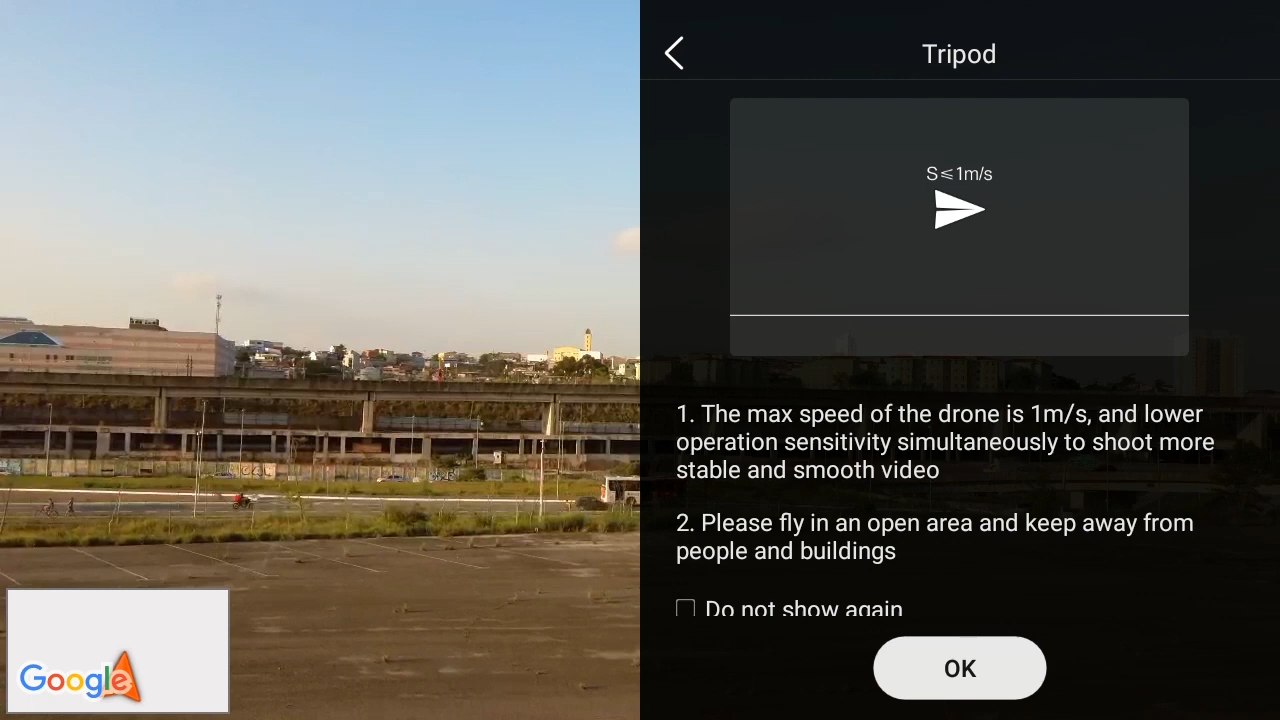 Tripod
S≤1m/s
1. The max speed of the drone is 1m/s, and lower
operation sensitivity simultaneously to shoot more
stable and smooth video
2. Please fly in an open area and keep away from
people and buildings
Do not show again
OK
Google